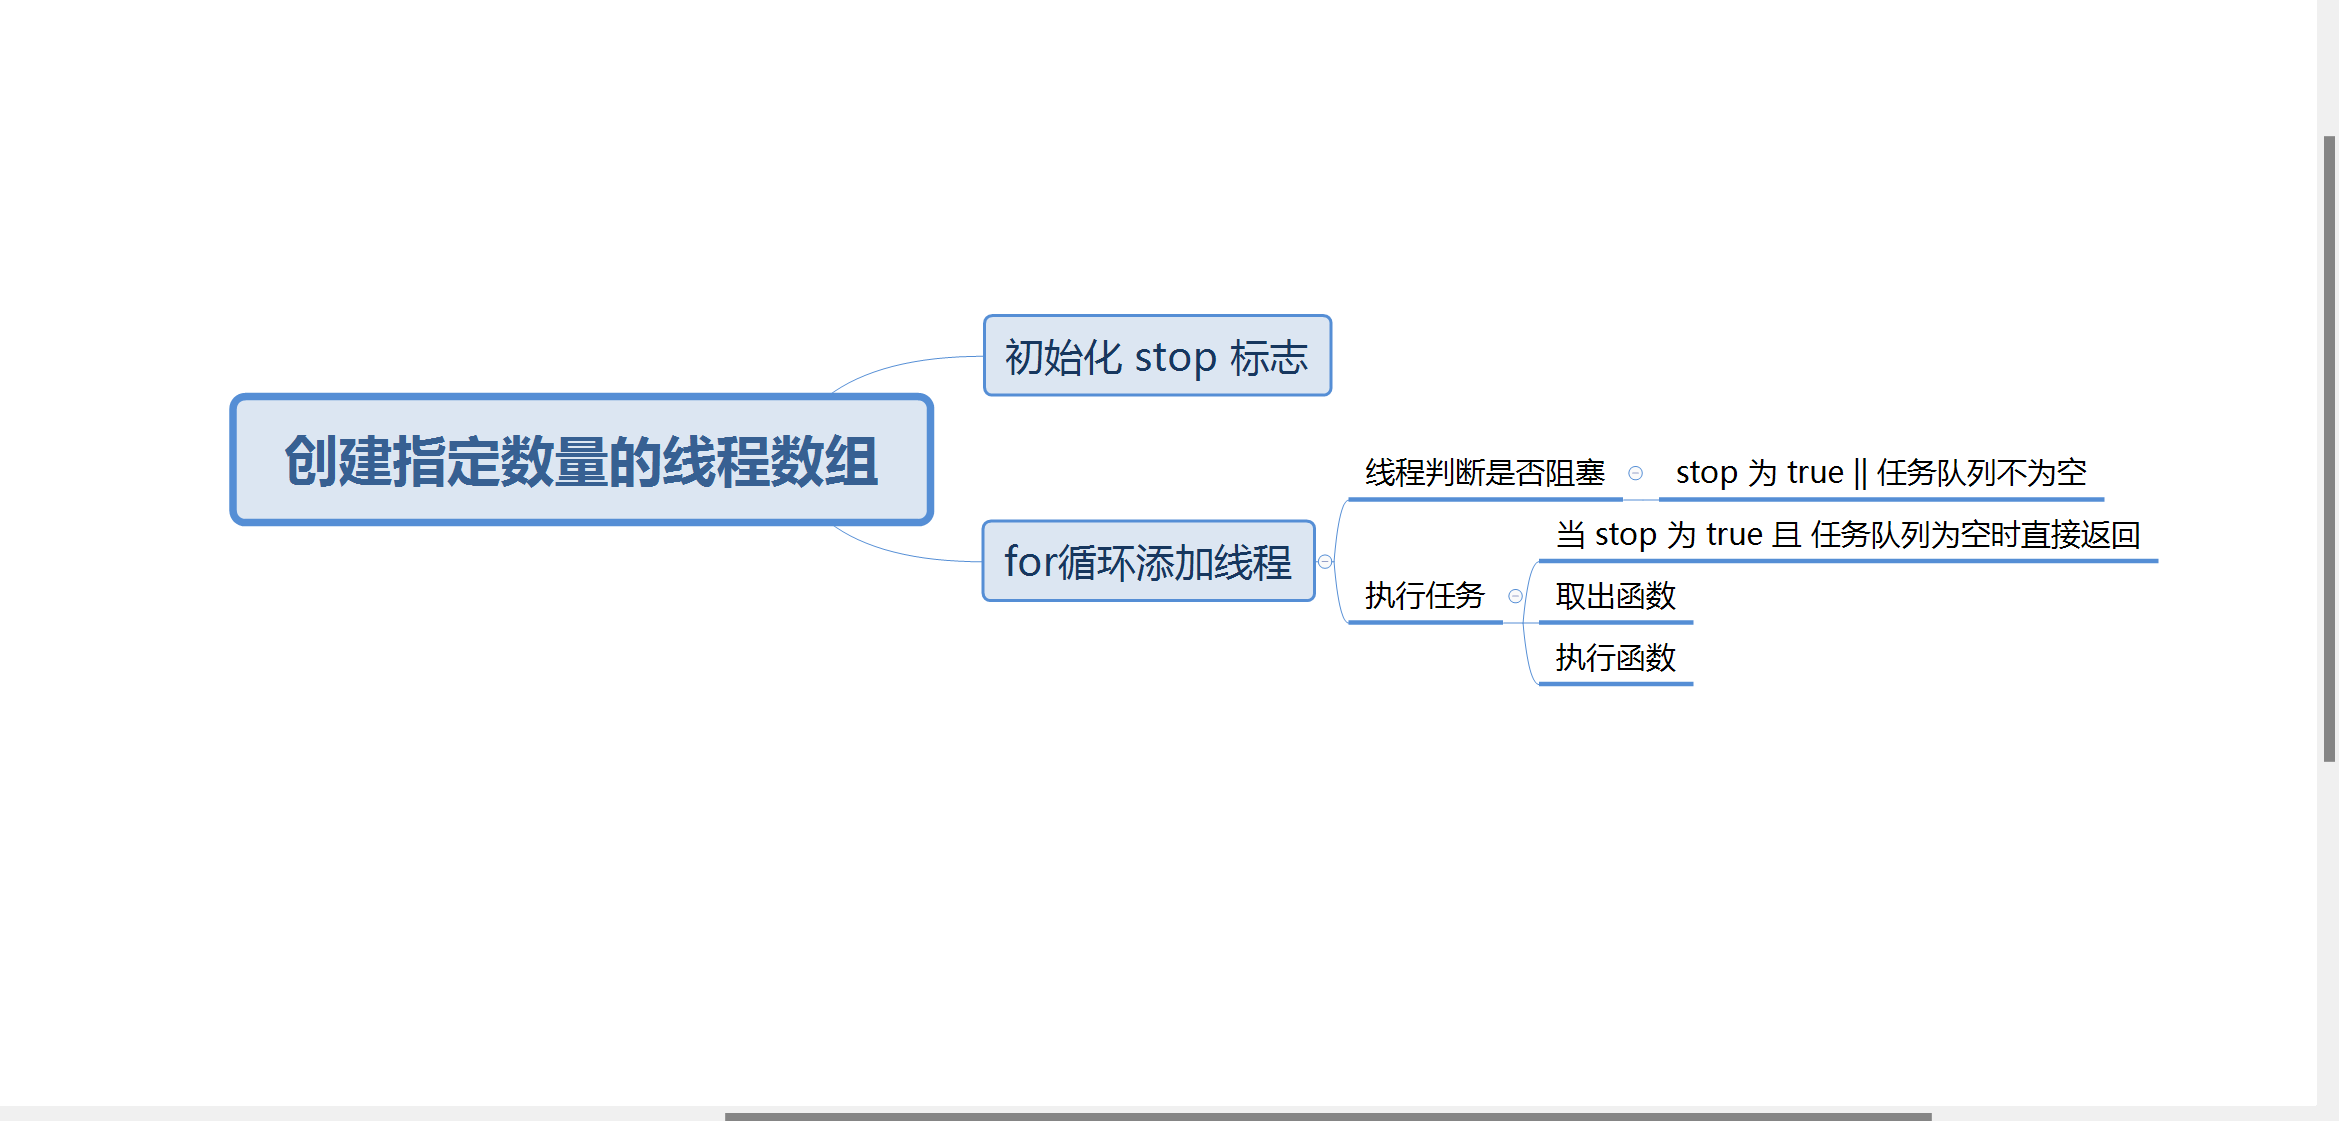 创建指定数量的线程数组
初始化 stop 标志
for循环添加线程
线程判断是否阻塞
stop 为 true || 任务队列不为空
执行任务
当 stop 为 true 且 任务队列为空时直接返回
取出函数
执行函数